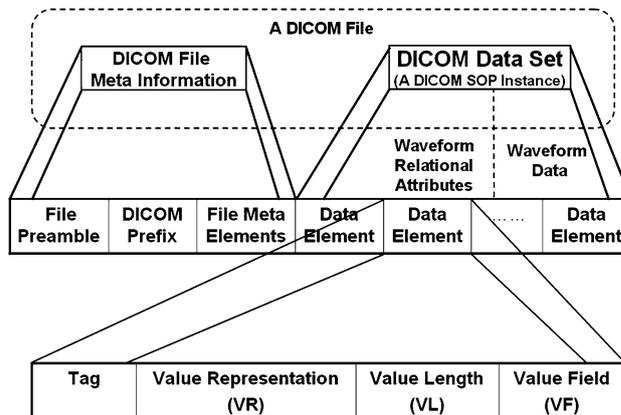 A DICOM File
DICOM File
Meta Information
DICOM Data Set
(A DICOM SOP Instance)
Waveform
Relational
Attributes
Waveform
Data
File
Preamble
DICOM
Prefix
File Meta
Elements
Data
Element
Data
Element
... ...
Data
Element
Tag
Value Representation
(VR)
Value Length
(VL)
Value Field
(VF)